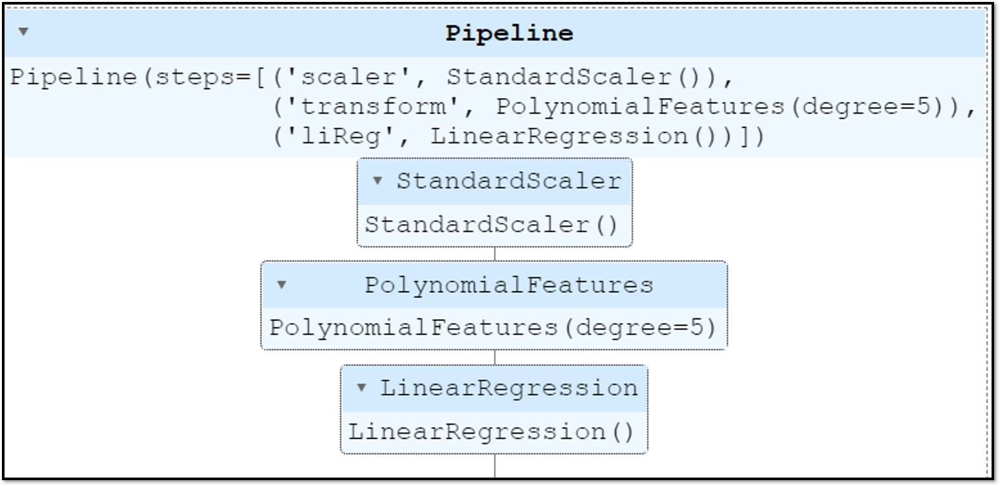 Pipeline
Pipeline(steps=[('scaler', StandardScaler()),
('transform', PolynomialFeatures(degree=5)),
('liReg', LinearRegression())])
StandardScaler
StandardScaler()
PolynomialFeatures
PolynomialFeatures(degree=5)
LinearRegression
LinearRegression()